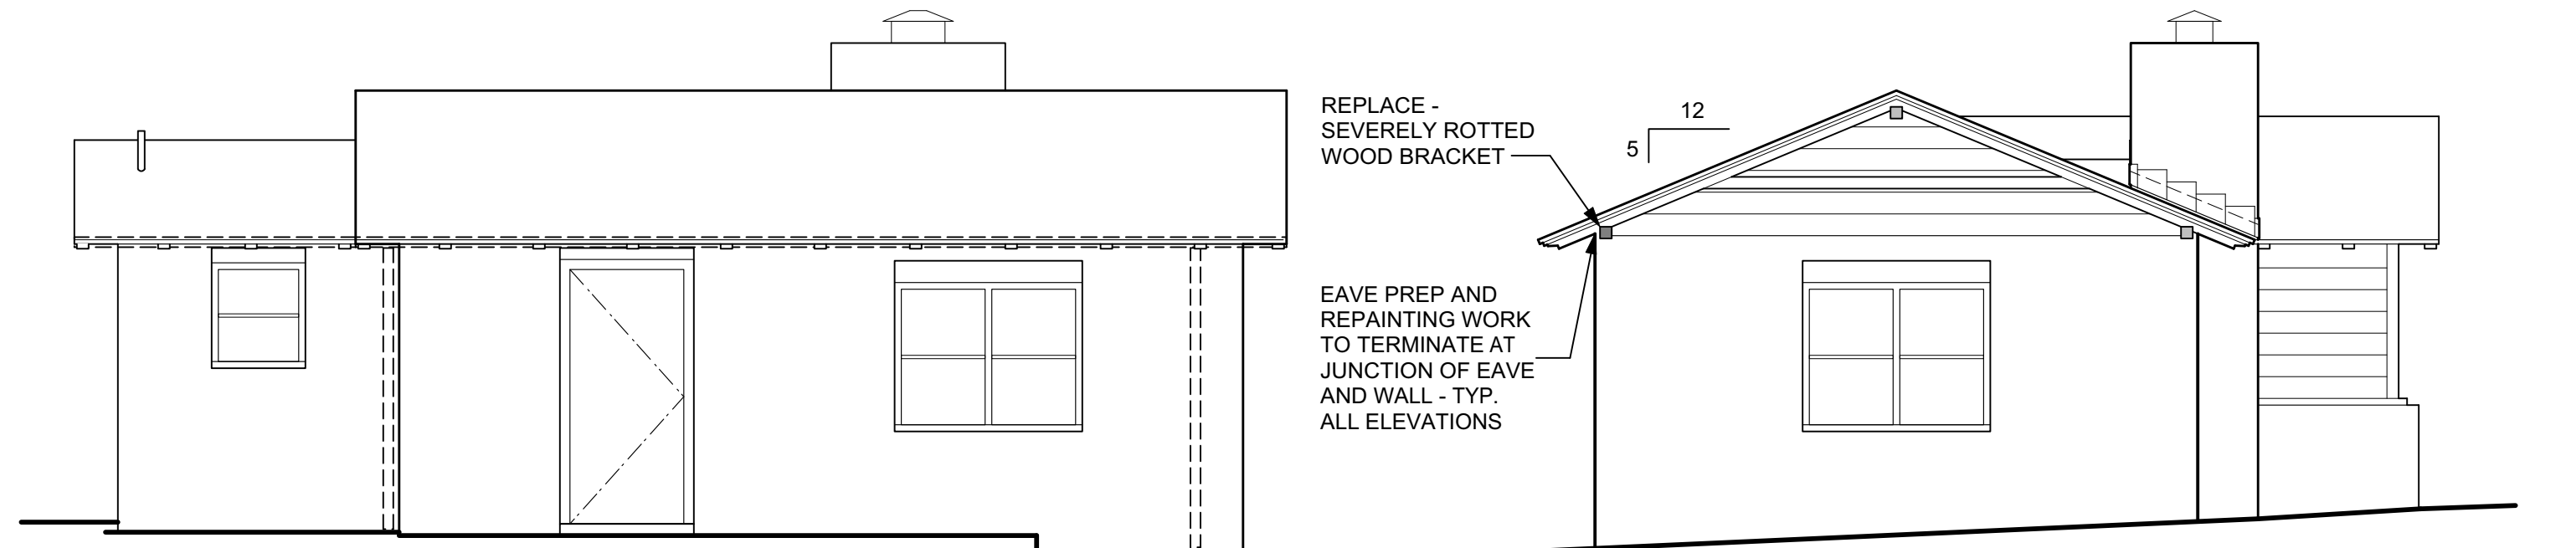 REPLACE -
SEVERELY ROTTED
WOOD BRACKET
12
5
EAVE PREP AND
REPAINTING WORK
TO TERMINATE AT
JUNCTION OF EAVE
AND WALL - TYP.
ALL ELEVATIONS